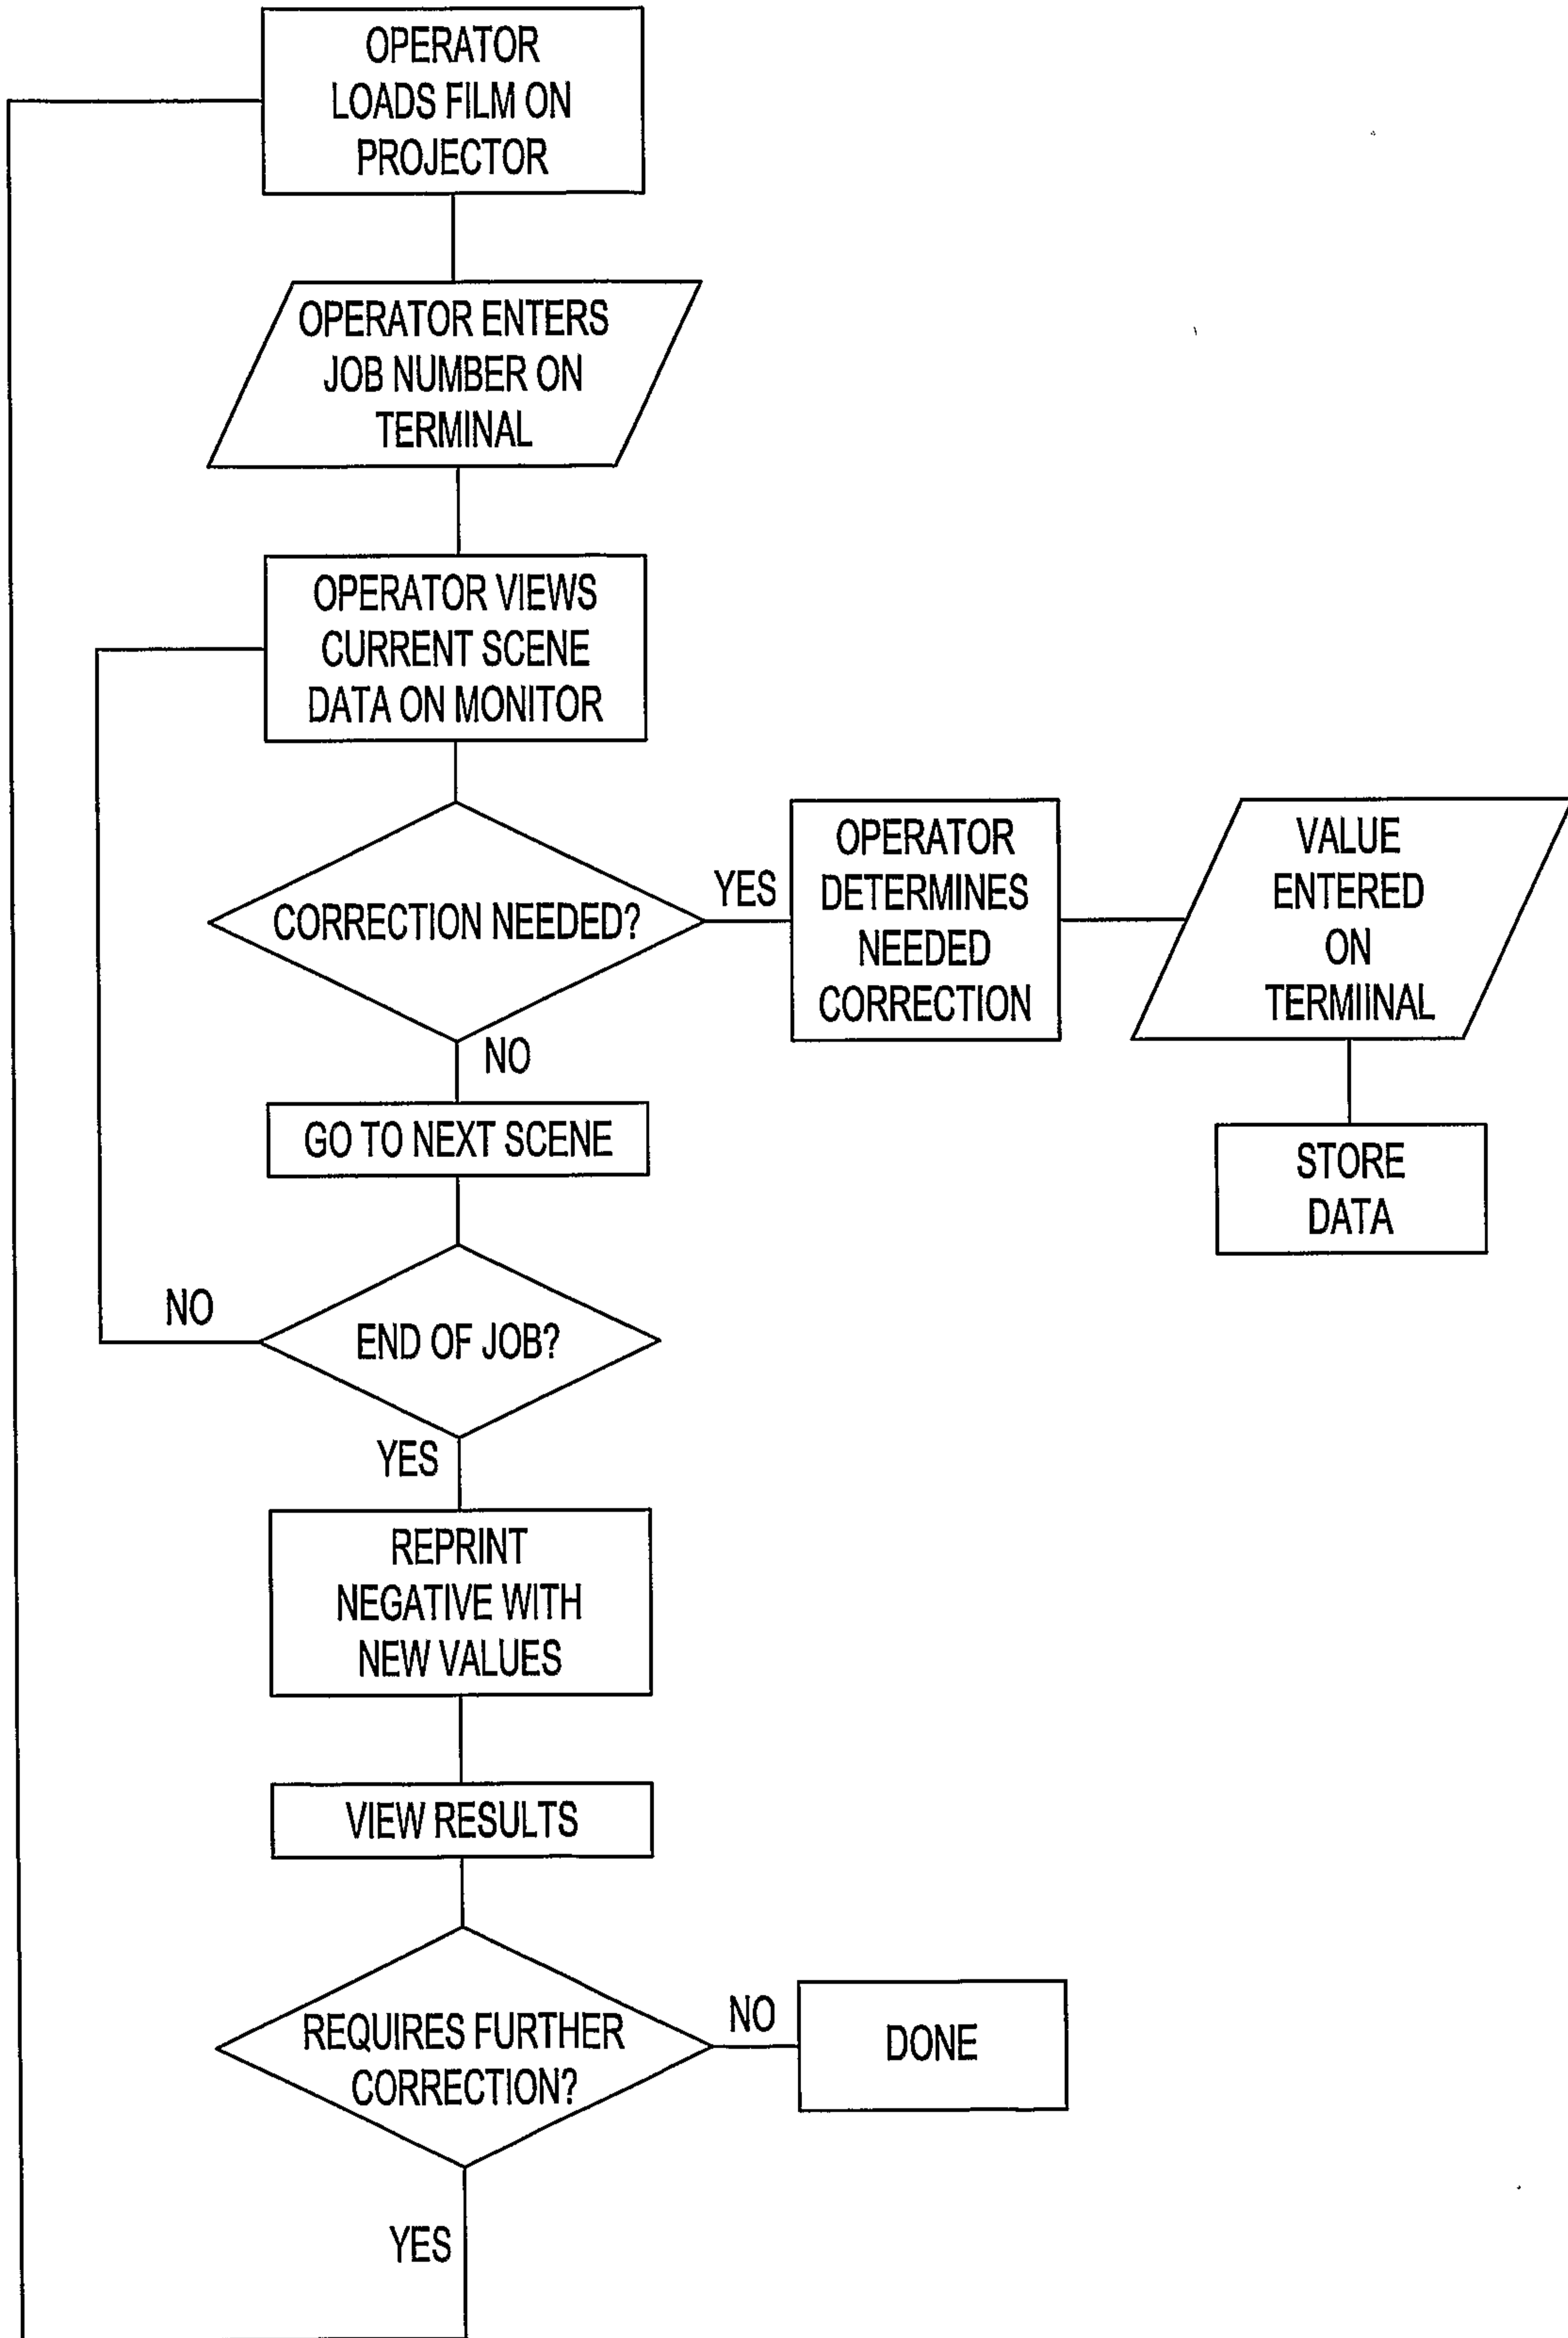 OPERATOR
LOADS FILM ON
PROJECTOR
OPERATOR ENTERS
JOB NUMBER ON
TERMINAL
OPERATOR VIEWS
CURRENT SCENE
DATA ON MONITOR
CORRECTION NEEDED?
YES
OPERATOR
DETERMINES
NEEDED
CORRECTION
VALUE
ENTERED
ON
TERMIINAL
STORE
DATA
NO
GO TO NEXT SCENE
END OF JOB?
NO
YES
REPRINT
NEGATIVE WITH
NEW VALUES
VIEW RESULTS
REQUIRES FURTHER
CORRECTION?
NO
DONE
YES